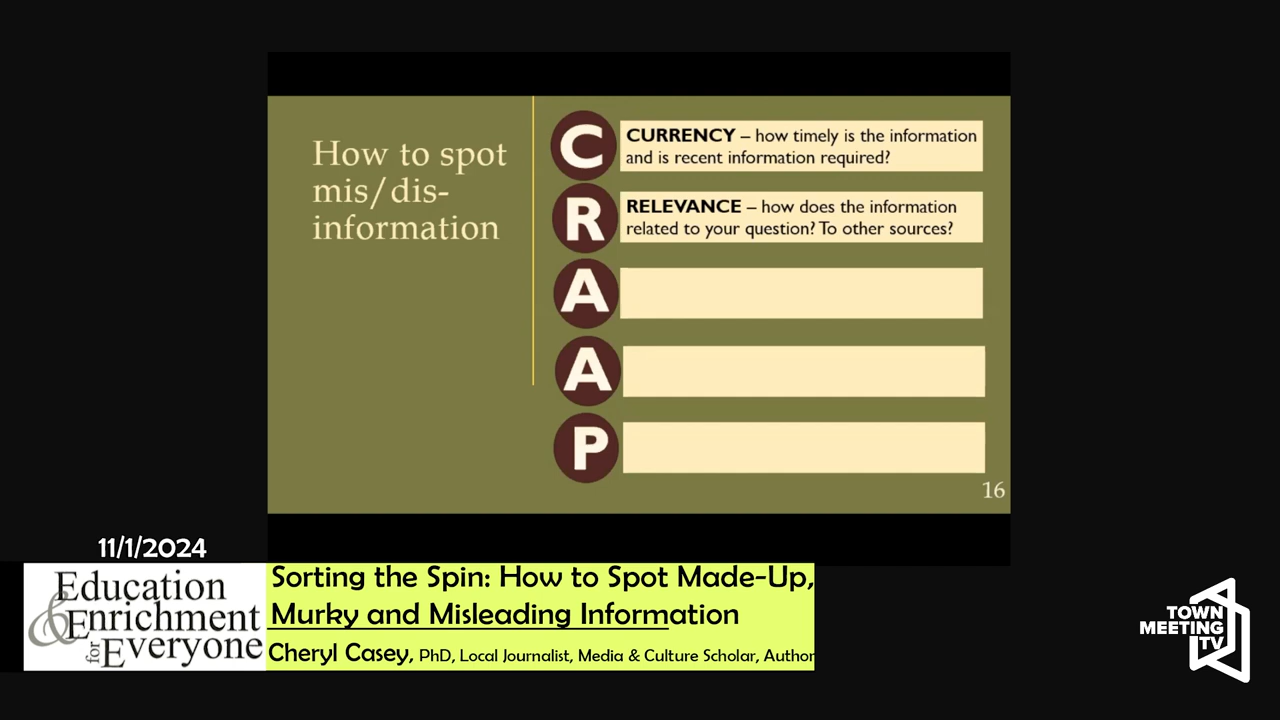 How to spot
mis/dis-
information
C
CURRENCY – how timely is the information
and is recent information required?
R
RELEVANCE – how does the information
related to your question? To other sources?
A
A
P
16
11/1/2024
Education
& Enrichment
for Everyone
Sorting the Spin: How to Spot Made-Up,
Murky and Misleading Information
Cheryl Casey, PhD, Local Journalist, Media & Culture Scholar, Author
TOWN
MEETING
TV